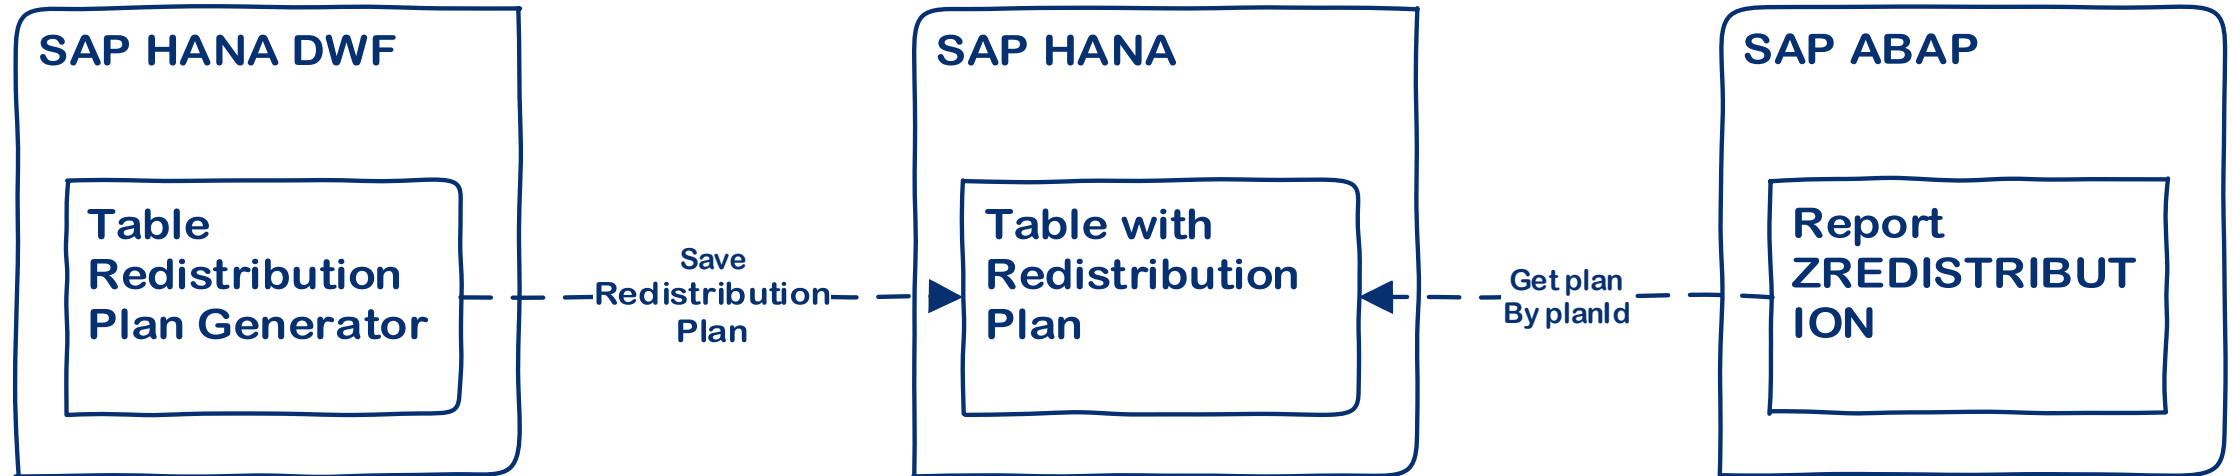 SAP HANA DWF
Table
Redistribution
Plan Generator
Save
Redistribution
Plan
SAP HANA
Table with
Redistribution
Plan
Get plan
By planId
SAP ABAP
Report
ZREDISTRIBUT
ION